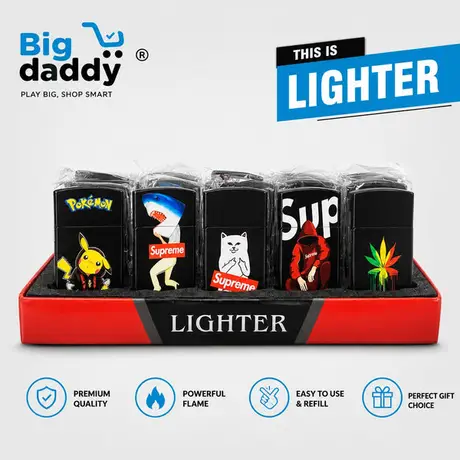 Big
daddy®
PLAY BIG, SHOP SMART
THIS IS
LIGHTER
POKéMON
Supreme
Supreme
Sup
LIGHTER
PREMIUM
QUALITY
POWERFUL
FLAME
EASY TO USE
& REFILL
PERFECT GIFT
CHOICE